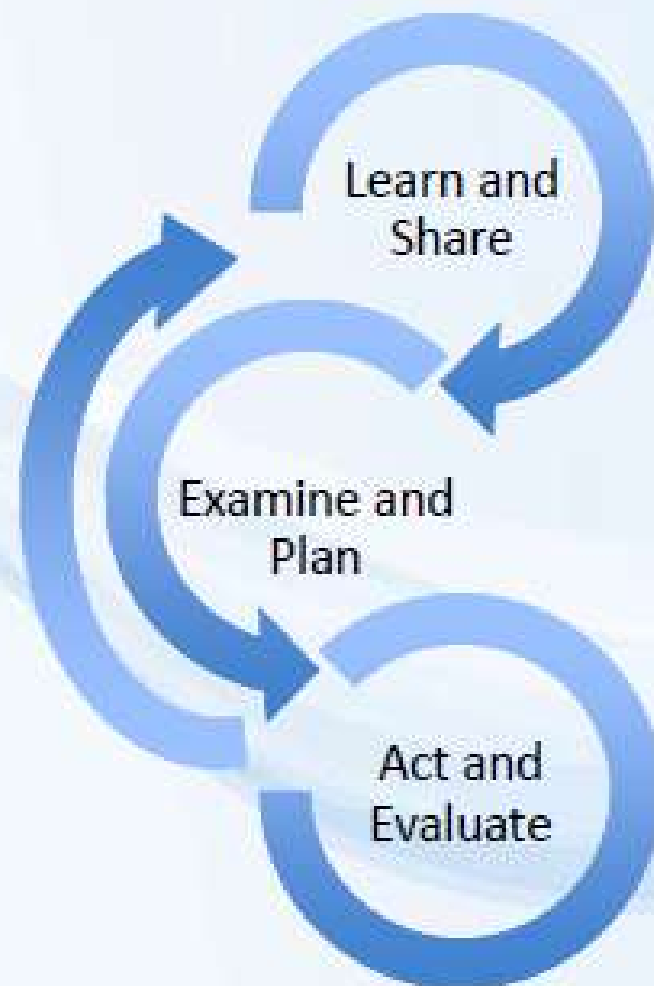 Learn and
Share
Examine and
Plan
Act and
Evaluate